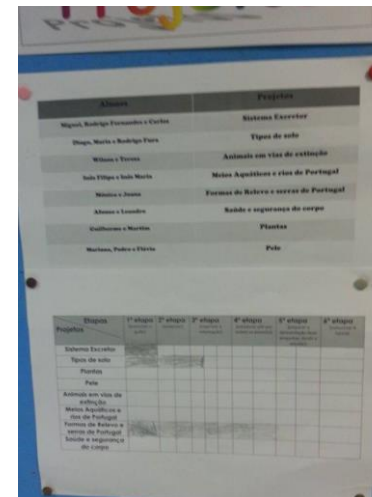 Projetos
Alunos Projetos
Miguel, Rodrigo Fernandes e Carlos Sistema Excretor
Diogo, Maria e Rodrigo Tipos de solo
Wilson e Teresa Animais em vias de extinção
Luís Filipe e Inês Maria Meios Aquáticos e rios de Portugal
Mónica e Joana Formas de Relevo e serras de Portugal
Afonso e Leandro Saúde e segurança do corpo
Guilherme e Martim Plantas
Mariana, Pedro e Flávio Pele
Etapas 1ª etapa 2ª etapa 3ª etapa 4ª etapa 5ª etapa 6ª etapa
Projetos
Sistema Excretor
Tipos de solo
Plantas
Pele
Animais em vias de
extinção
Meios Aquáticos e
rios de Portugal
Formas de Relevo e
serras de Portugal
Saúde e segurança
do corpo